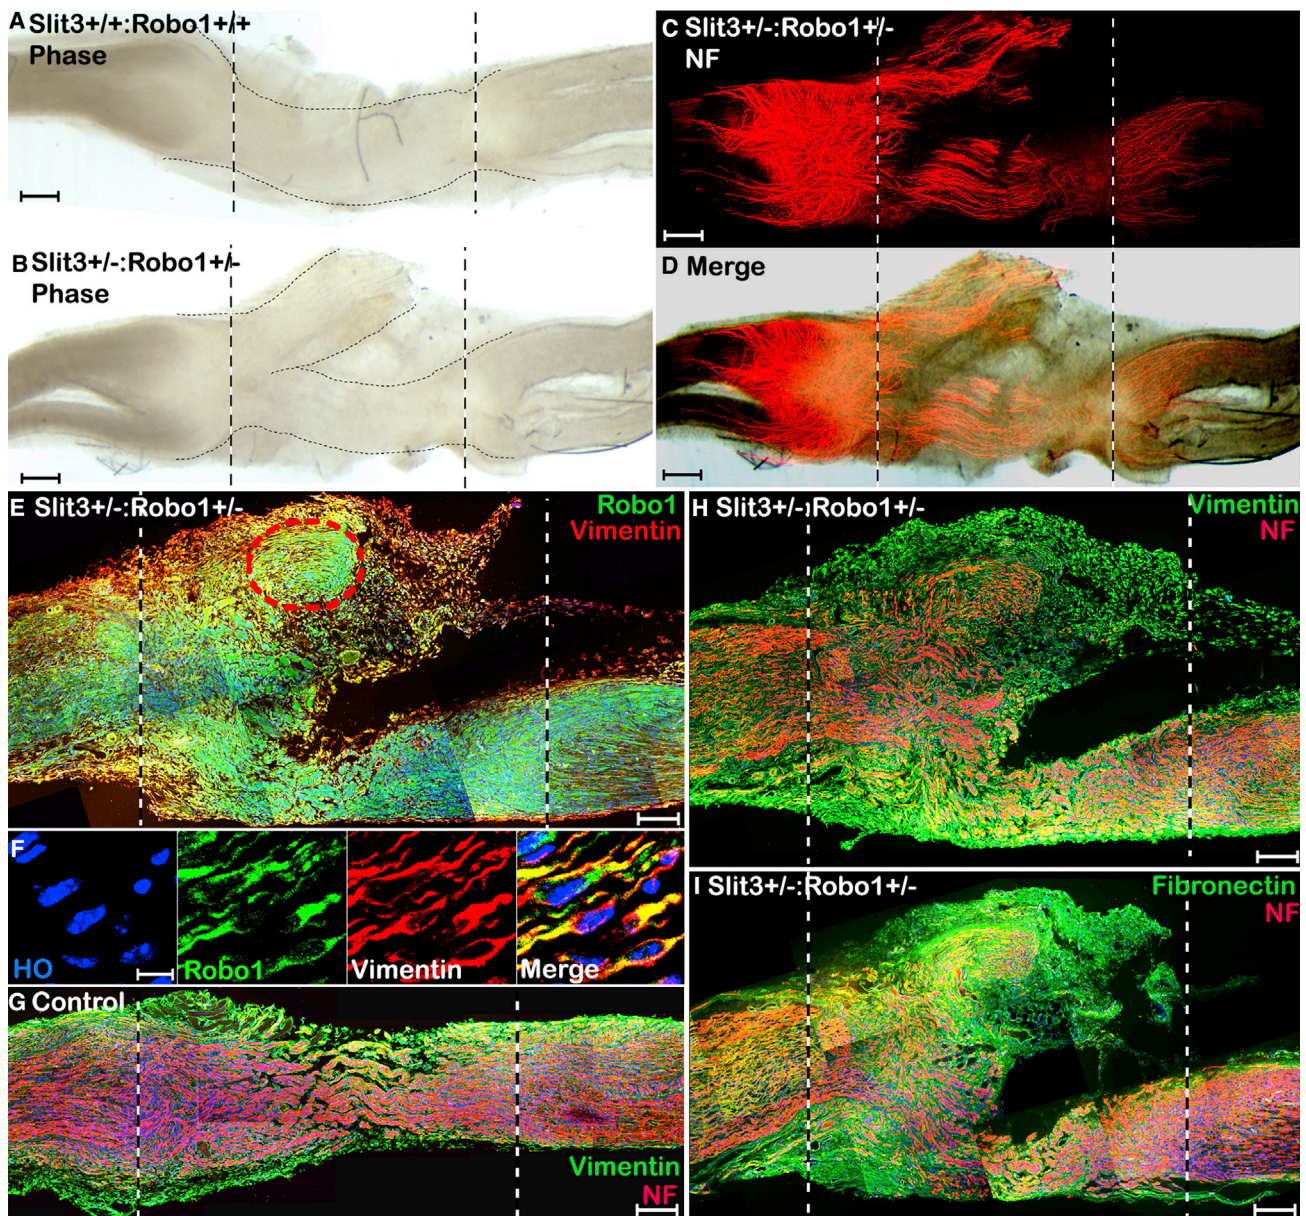 A Slit3+/+:Robo1+/+
Phase
B Slit3+/-:Robo1+/-
Phase
C Slit3+/-:Robo1+/-
NF
D Merge
E Slit3+/-:Robo1+/-
Robo1
Vimentin
F
HO
Robo1
Vimentin
Merge
G Control
Vimentin
NF
H Slit3+/-:Robo1+/-
Vimentin
NF
I Slit3+/-:Robo1+/-
Fibronectin
NF